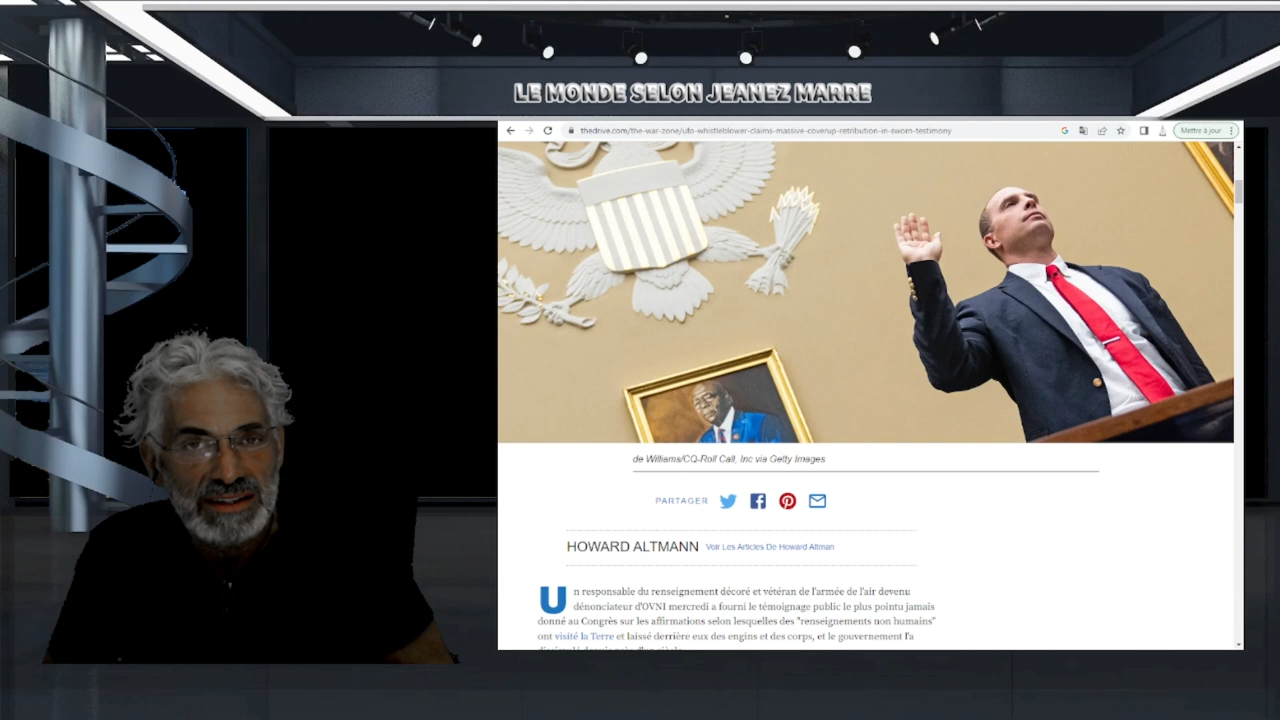 LE MONDE SELON JEANEZ MARRE
thedrive.com/the-war-zone/ufo-whistleblower-claims-massive-coverup-retribution-in-sworn-testimony
Mettre à jour
de Williams/CQ-Roll Call, Inc via Getty Images
PARTAGER
HOWARD ALTMANN Voir Les Articles De Howard Altman
Un responsable du renseignement décoré et vétéran de l'armée de l'air devenu
dénonciateur d'OVNI mercredi a fourni le témoignage public le plus pointu jamais
donné au Congrès sur les affirmations selon lesquelles des "renseignements non humains"
ont visité la Terre et laissé derrière eux des engins et des corps, et le gouvernement l'a